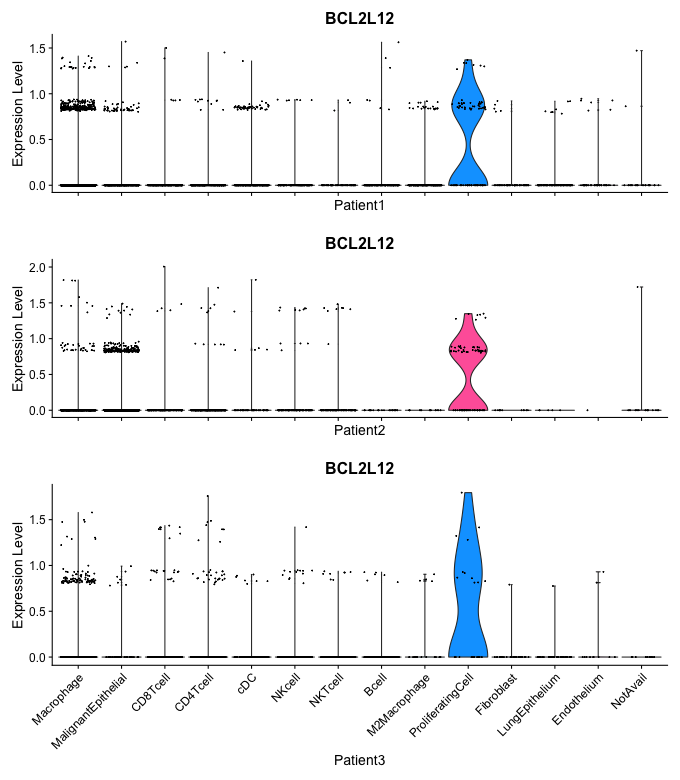 BCL2L12
Expression Level
1.5
1.0
0.5
0.0
Patient1
BCL2L12
Expression Level
2.0
1.5
1.0
0.5
0.0
Patient2
BCL2L12
Expression Level
1.5
1.0
0.5
0.0
Macrophage
MalignantEpithelial
CD8Tcell
CD4Tcell
cDC
NKcell
NKTcell
Bcell
M2Macrophage
ProliferatingCell
Fibroblast
LungEpithelium
Endothelium
NotAvail
Patient3